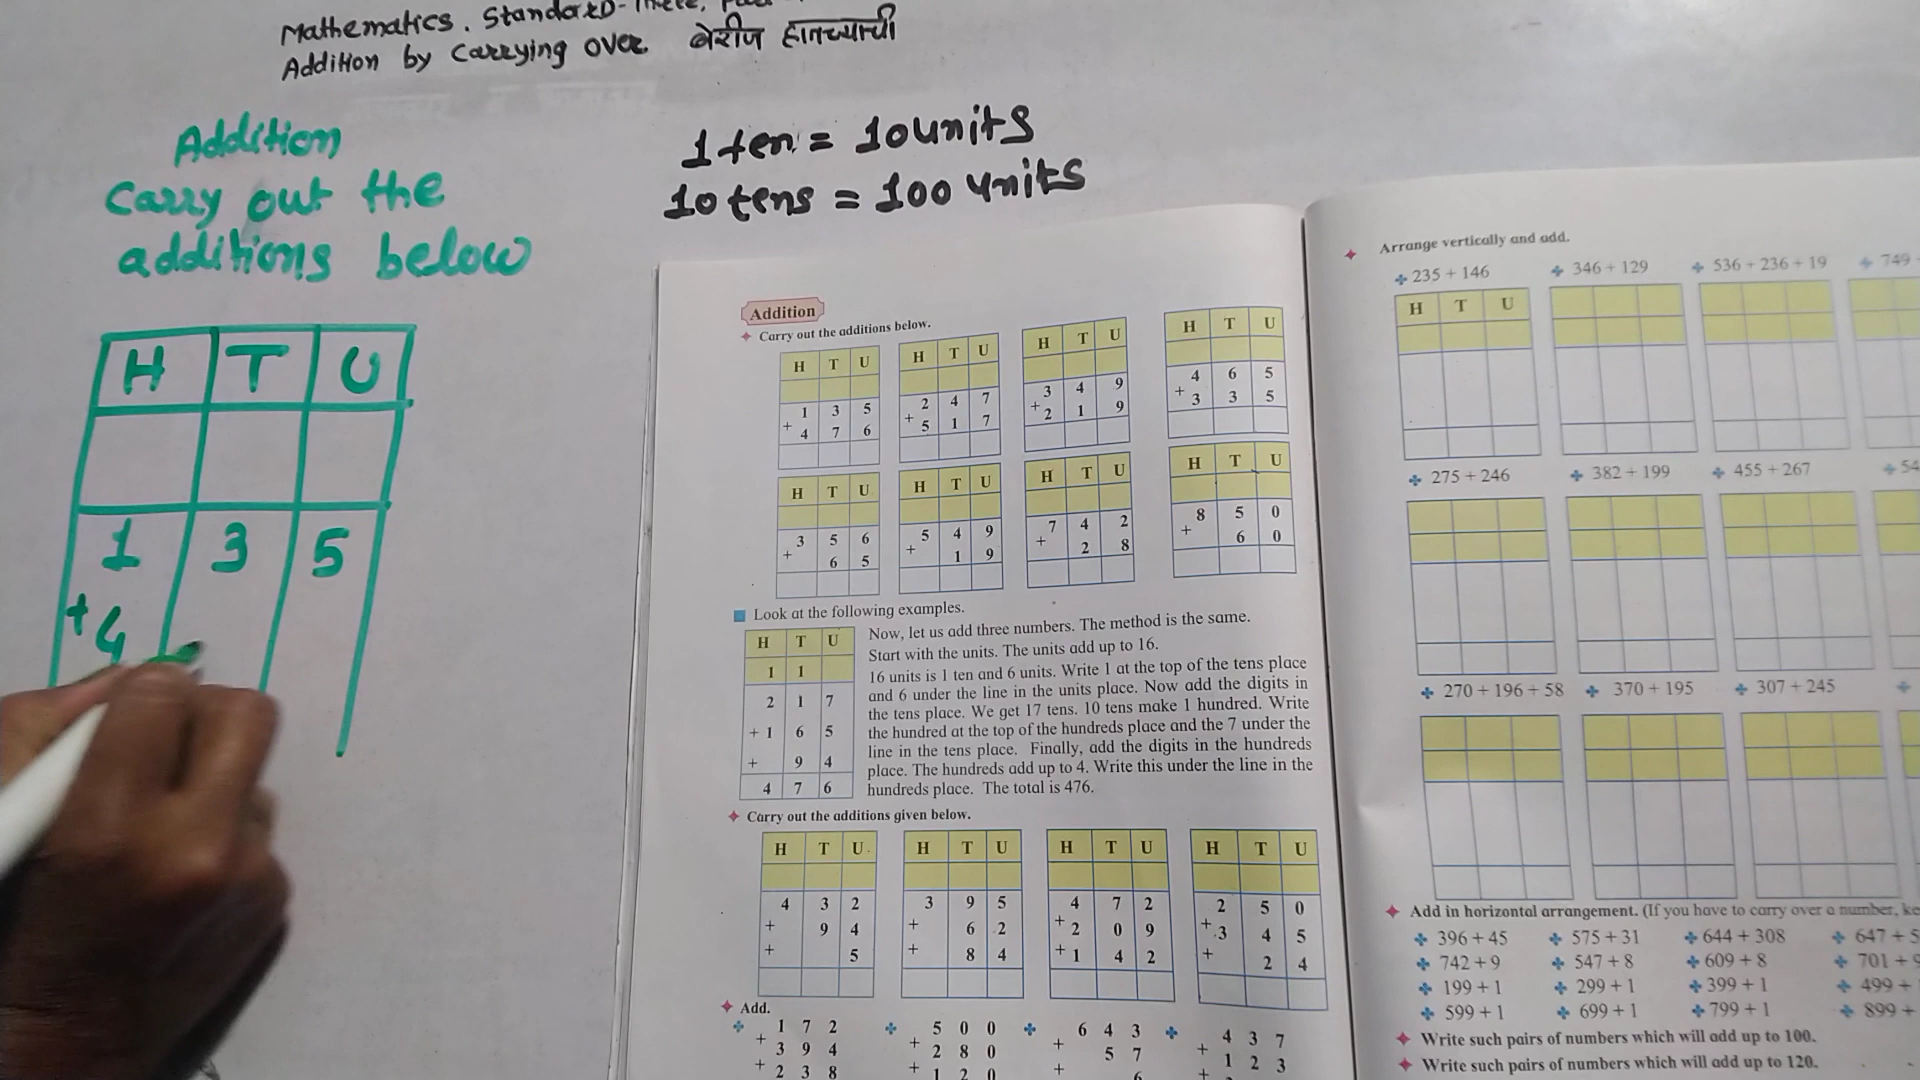 Mathematics. Standard-Three,
Addition by Carrying over. बेरीज हातच्याची
Addition
Carry out the
additions below
H T U
1 3 5
+ 4
1 ten = 10 units
10 tens = 100 units
Addition
Carry out the additions below.
H T U
1 3 5
+ 4 7 6
H T U
2 4 7
+ 5 1 7
H T U
3 4 9
+ 2 1 9
H T U
4 6 5
+ 3 3 5
H T U
3 5 6
+ 6 5
H T U
5 4 9
+ 1 9
H T U
7 4 2
+ 2 8
H T U
8 5 0
+ 6 0
Look at the following examples.
H T U
1 1
2 1 7
+ 1 6 5
+ 9 4
4 7 6
Now, let us add three numbers. The method is the same.
Start with the units. The units add up to 16.
16 units is 1 ten and 6 units. Write 1 at the top of the tens place
and 6 under the line in the units place. Now add the digits in
the tens place. We get 17 tens. 10 tens make 1 hundred. Write
the hundred at the top of the hundreds place and the 7 under the
line in the tens place. Finally, add the digits in the hundreds
place. The hundreds add up to 4. Write this under the line in the
hundreds place. The total is 476.
Carry out the additions given below.
H T U
4 3 2
+ 9 4
+ 5
H T U
3 9 5
+ 6 2
+ 8 4
H T U
4 7 2
+ 2 0 9
+ 1 4 2
H T U
2 5 0
+ 3 4 5
+ 2 4
Add.
1 7 2
+ 3 9 4
+ 2 3 8
5 0 0
+ 2 8 0
+ 1 2 0
6 4 3
+ 5 7
+ 6
4 3 7
+ 1 2 3
+
Arrange vertically and add.
235 + 146 346 + 129 536 + 236 + 19 749
H T U
275 + 246 382 + 199 455 + 267 54
270 + 196 + 58 370 + 195 307 + 245
Add in horizontal arrangement. (If you have to carry over a number,
396 + 45 575 + 31 644 + 308 647 + 5
742 + 9 547 + 8 609 + 8 701 + 9
199 + 1 299 + 1 399 + 1 499 +
599 + 1 699 + 1 799 + 1 899 +
Write such pairs of numbers which will add up to 100.
Write such pairs of numbers which will add up to 120.